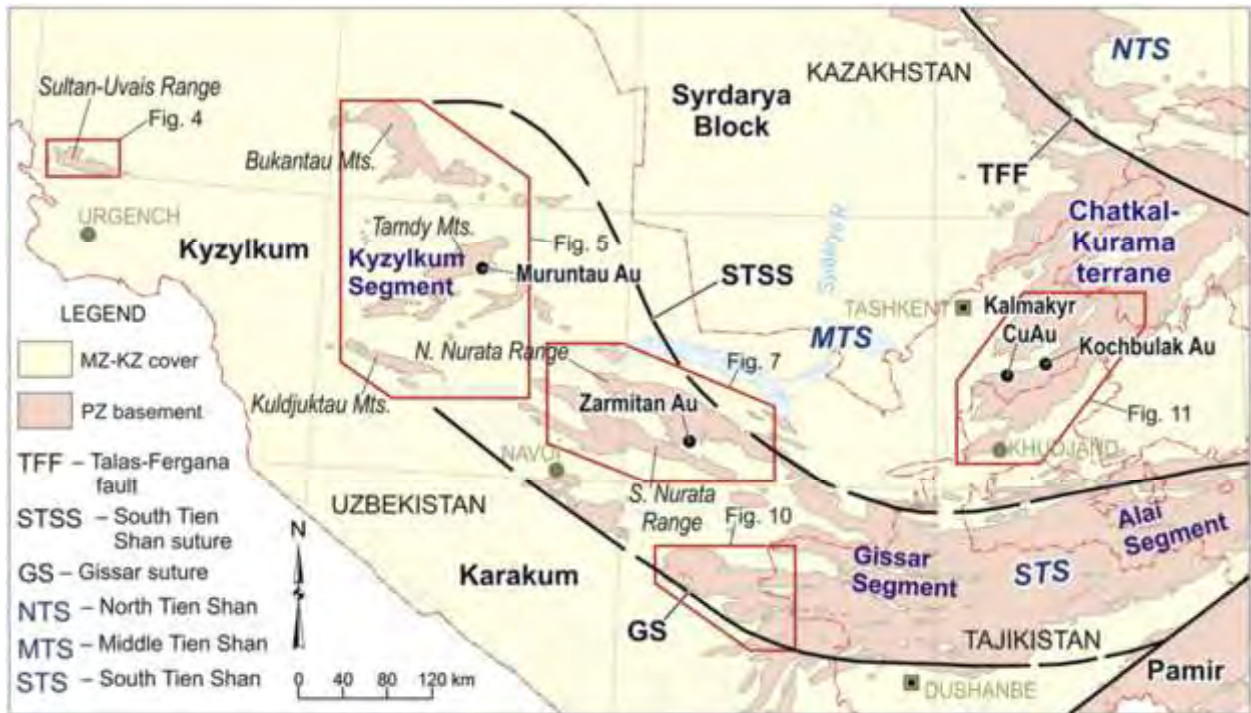 NTS
KAZAKHSTAN
Sultan-Uvais Range
Fig. 4
Syrdarya
Block
Bukantau Mts.
TFF
URGENCH
Chatkal-
Kurama
terrane
Tamdy Mts.
Fig. 5
Kyzylkum
Kyzylkum
Segment
Muruntau Au
STSS
Syrdarya R.
TASHKENT
Kalmakyr
CuAu
Kochbulak Au
MTS
N. Nurata Range
Fig. 7
Kuldjuktau Mts.
Zarmitan Au
Fig. 11
KHUDJAND
NAVOI
S. Nurata
Range
UZBEKISTAN
Fig. 10
Alai
Segment
Gissar
Segment
STS
Karakum
GS
TAJIKISTAN
Pamir
DUSHANBE
LEGEND
MZ-KZ cover
PZ basement
TFF – Talas-Fergana
fault
STSS – South Tien
Shan suture
GS – Gissar suture
NTS – North Tien Shan
MTS – Middle Tien Shan
STS – South Tien Shan
N
0 40 80 120 km